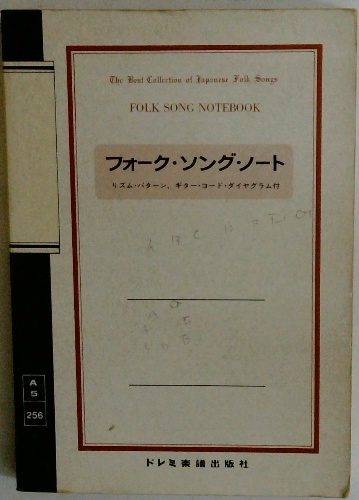 The Best Collection of Japanese Folk Songs
FOLK SONG NOTEBOOK
フォーク・ソング・ノート
リズム・パターン、ギター・コード・ダイヤグラム付
A
5
256
ドレミ楽譜出版社